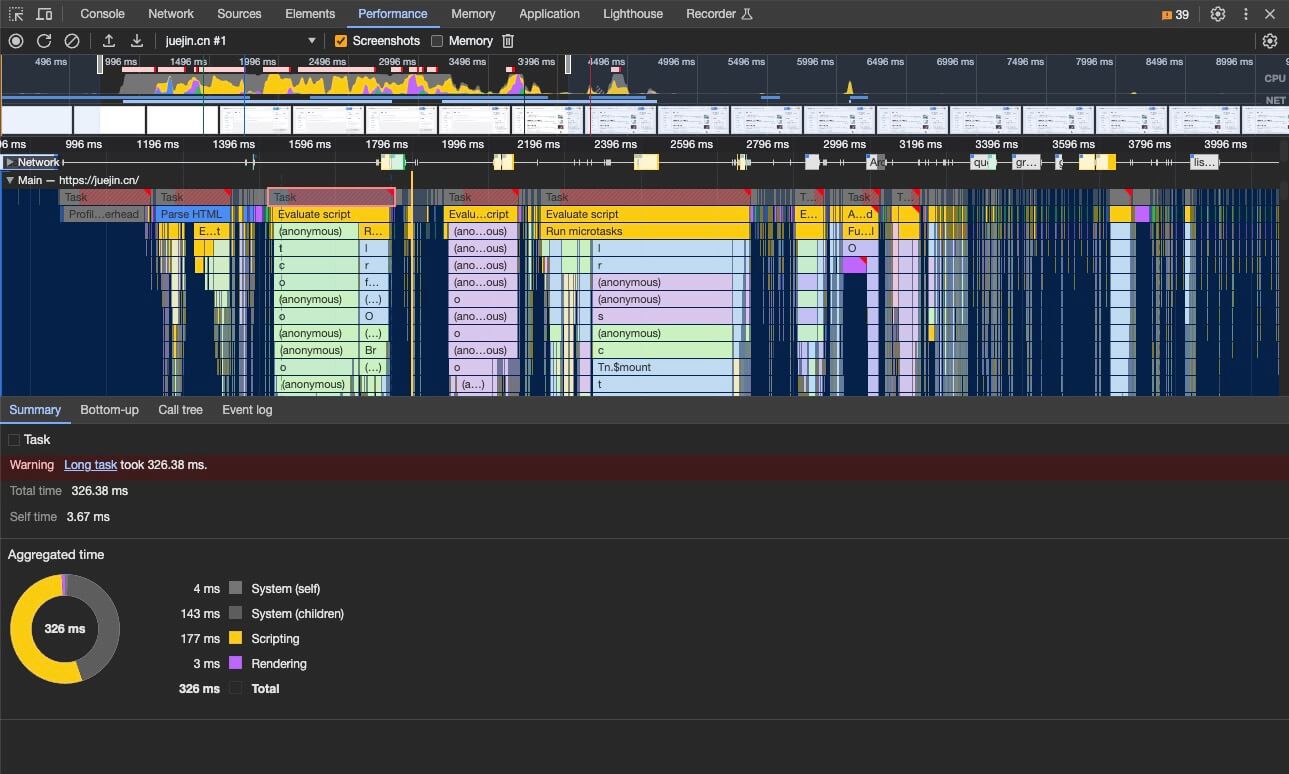 Console Network Sources Elements Performance Memory Application Lighthouse Recorder 39
juejin.cn #1 Screenshots Memory
496 ms 996 ms 1496 ms 1996 ms 2496 ms 2996 ms 3496 ms 3996 ms 4496 ms 4996 ms 5496 ms 5996 ms 6496 ms 6996 ms 7496 ms 7996 ms 8496 ms 8996 ms
CPU
NET
996 ms 1196 ms 1396 ms 1596 ms 1796 ms 1996 ms 2196 ms 2396 ms 2596 ms 2796 ms 2996 ms 3196 ms 3396 ms 3596 ms 3796 ms 3996 ms
Network gr… lis…
Main — https://juejin.cn/
Task Task Task Task Task T… Task T…
Profil…erhead Parse HTML Evaluate script Evalu…cript Evaluate script E… A…d
E…t (anonymous) R… (ano…ous) Run microtasks Fu…l
t l (ano…ous) l O
c r (ano…ous) r
o f… (ano…ous) (anonymous)
(anonymous) (…) o (anonymous)
o O (ano…ous) s
(anonymous) (…) o (anonymous)
(anonymous) Br (ano…ous) c
o (…) o Tn.$mount
(anonymous) (a…) t
Summary Bottom-up Call tree Event log
Task
Warning Long task took 326.38 ms.
Total time 326.38 ms
Self time 3.67 ms
Aggregated time
326 ms
4 ms System (self)
143 ms System (children)
177 ms Scripting
3 ms Rendering
326 ms Total